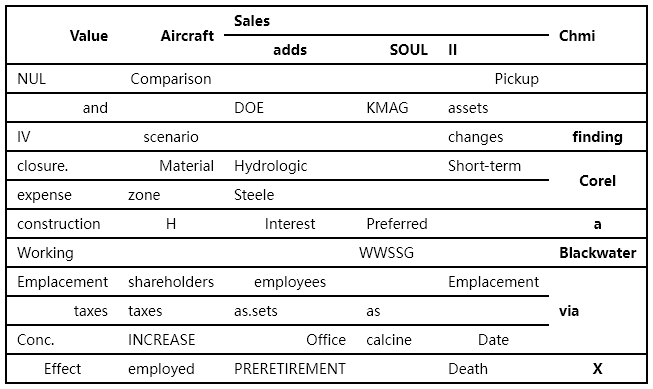 Value Aircraft Sales Chmi
adds SOUL II
NUL Comparison Pickup
and DOE KMAG assets
IV scenario changes finding
closure. Material Hydrologic Short-term Corel
expense zone Steele
construction H Interest Preferred a
Working WWSSG Blackwater
Emplacement shareholders employees Emplacement via
taxes taxes as.sets as
Conc. INCREASE Office calcine Date
Effect employed PRERETIREMENT Death X